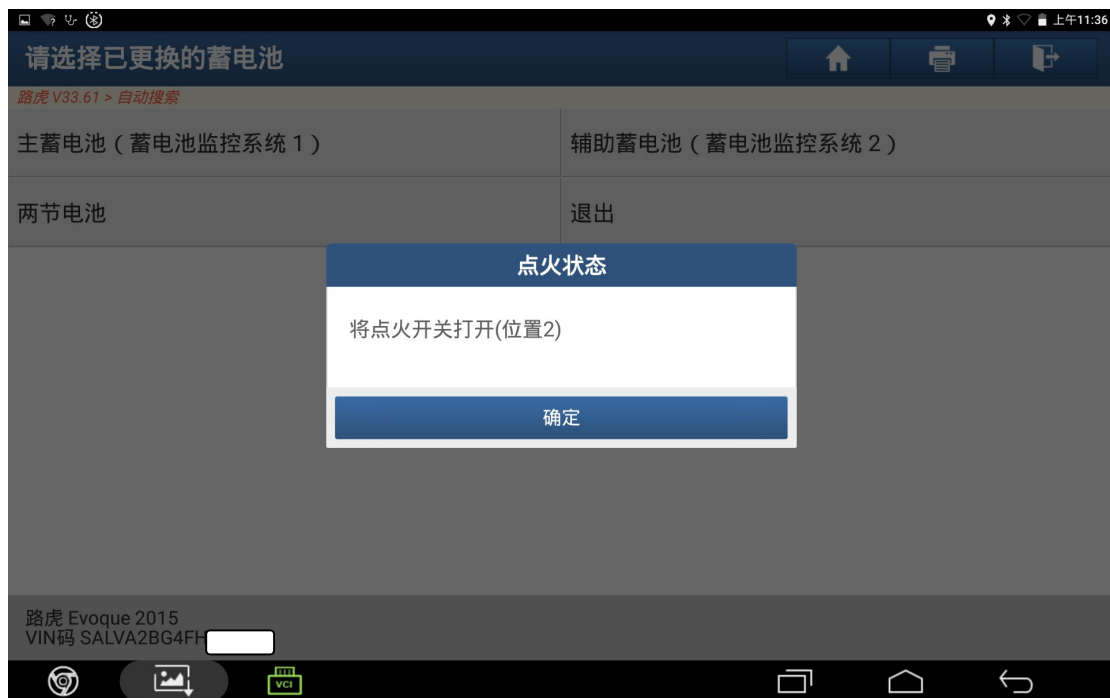 上午11:36
请选择已更换的蓄电池
路虎 V33.61 > 自动搜索
主蓄电池（蓄电池监控系统 1）
辅助蓄电池（蓄电池监控系统 2）
两节电池
退出
点火状态
将点火开关打开(位置2)
确定
路虎 Evoque 2015
VIN码 SALVA2BG4FH
VCI